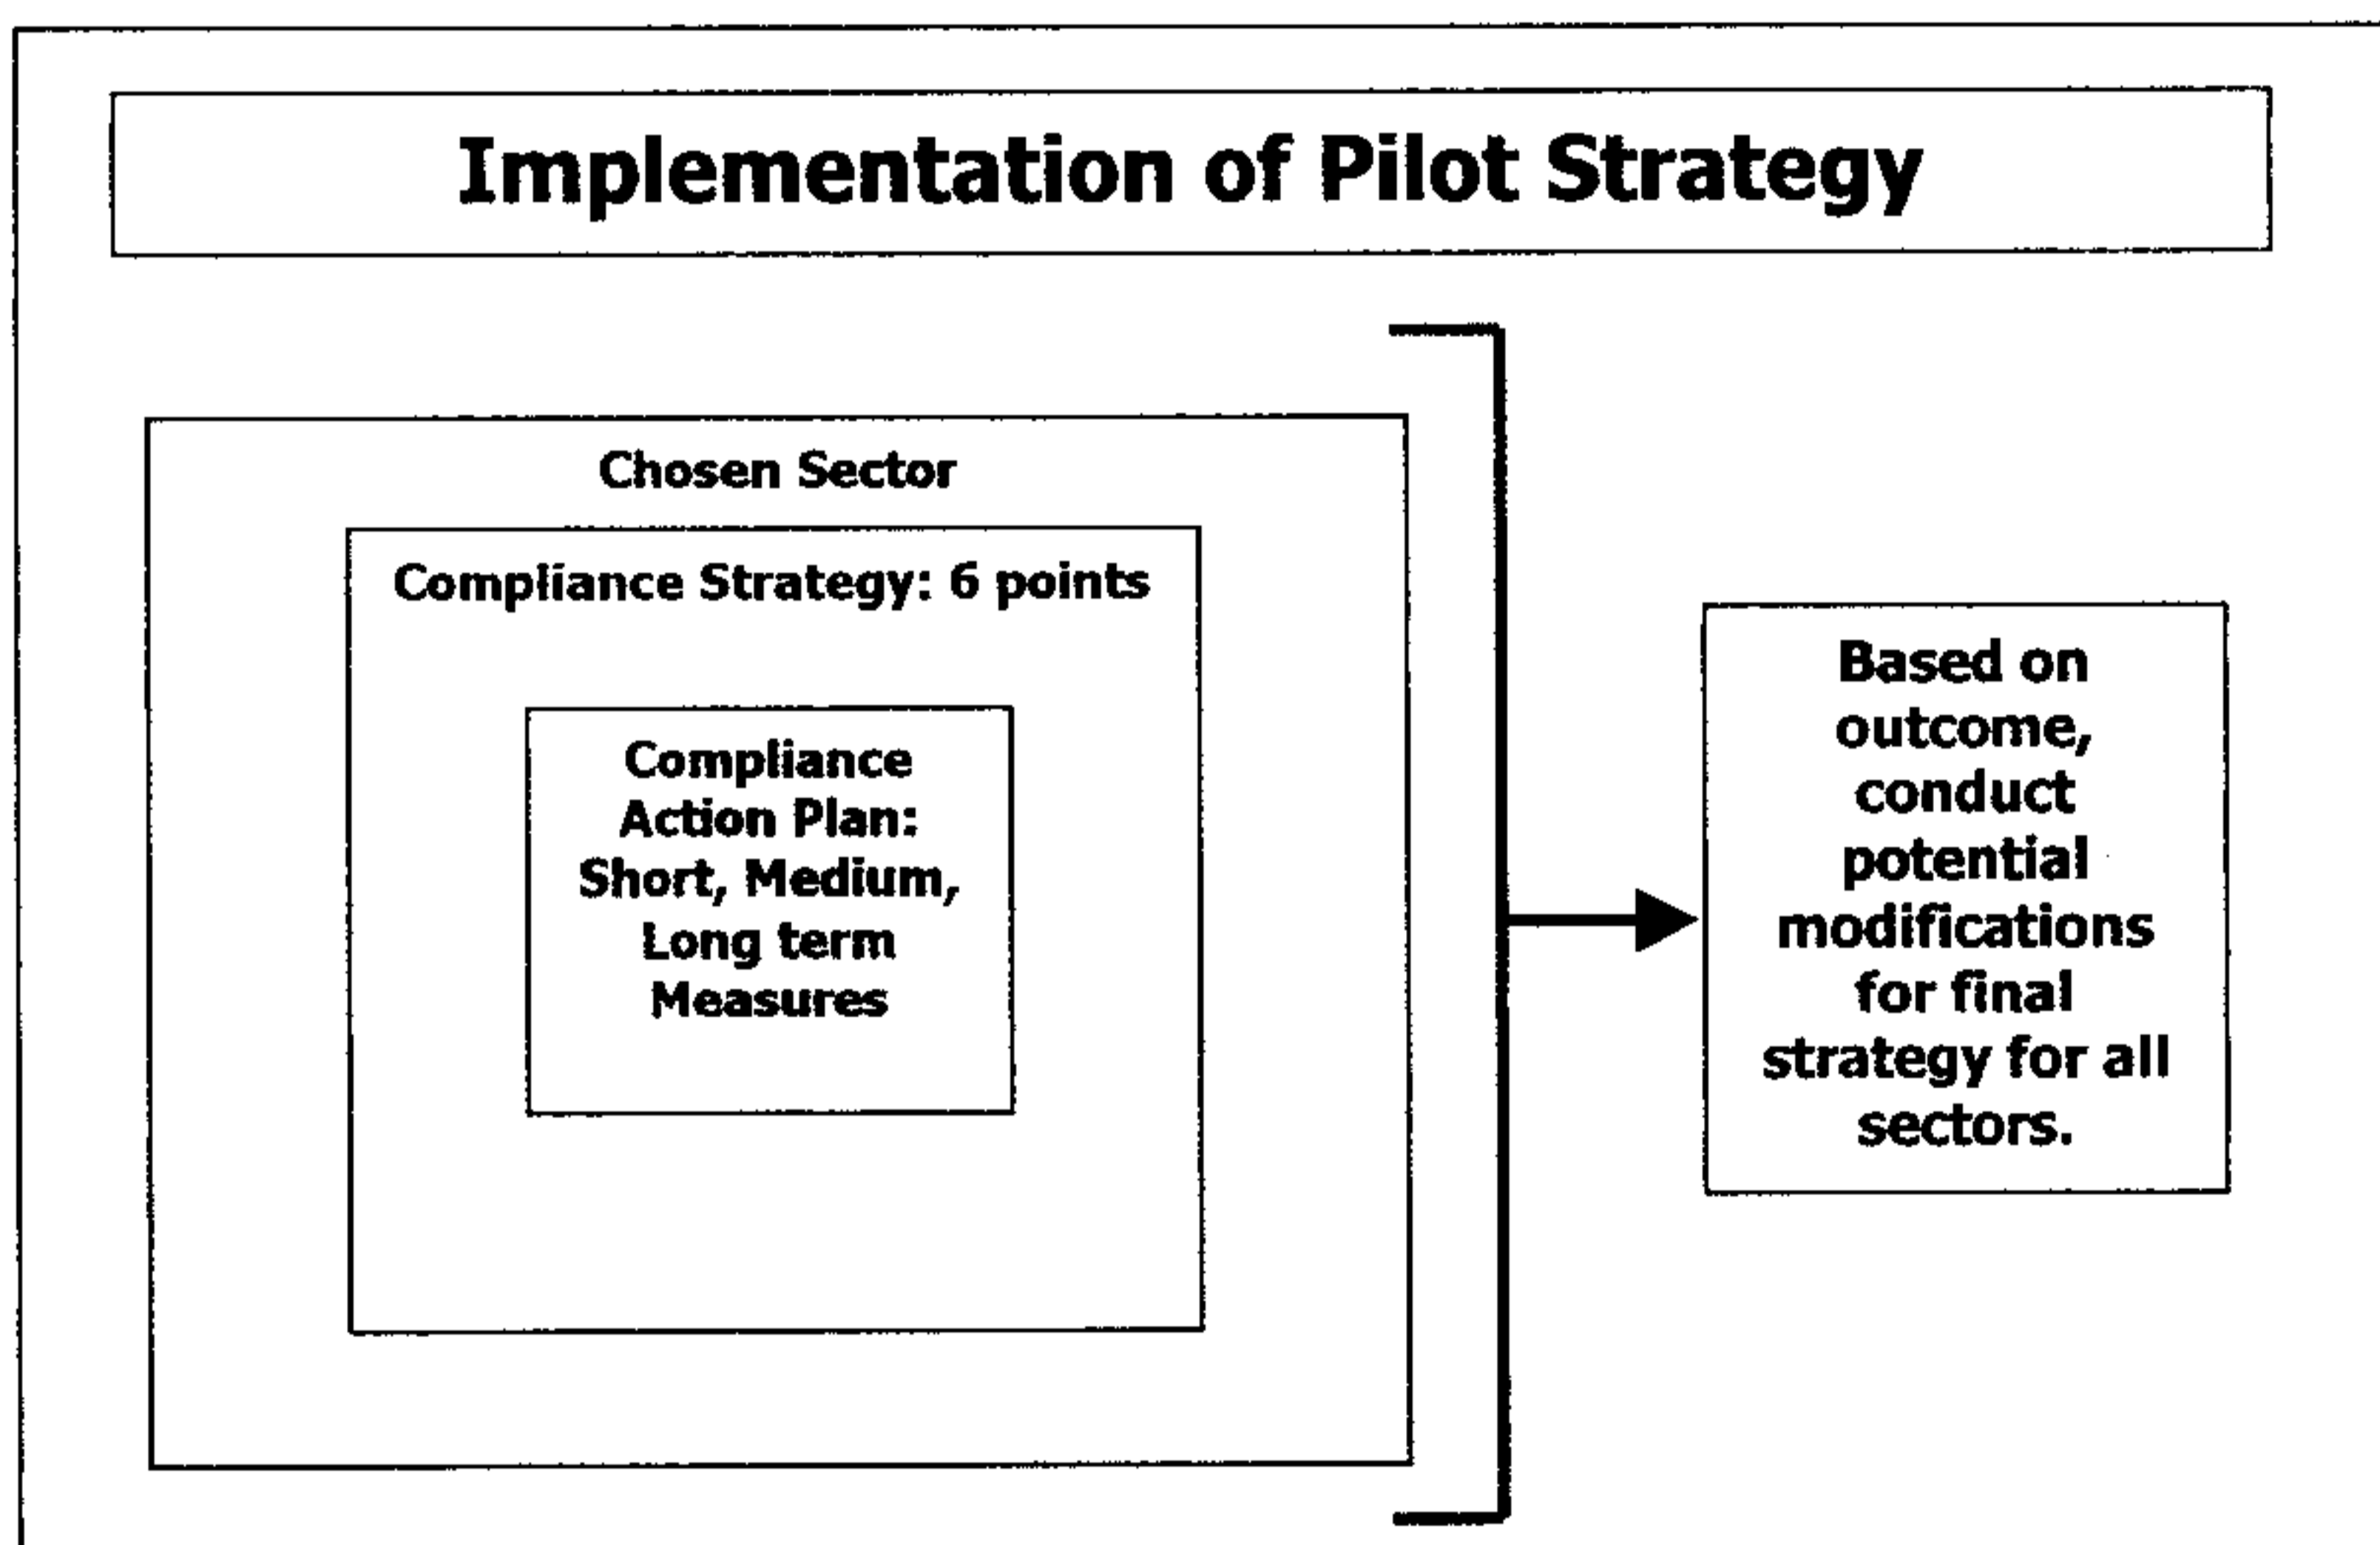 Implementation of Pilot Strategy
Chosen Sector
Compliance Strategy: 6 points
Compliance
Action Plan:
Short, Medium,
Long term
Measures
Based on
outcome,
conduct
potential
modifications
for final
strategy for all
sectors.